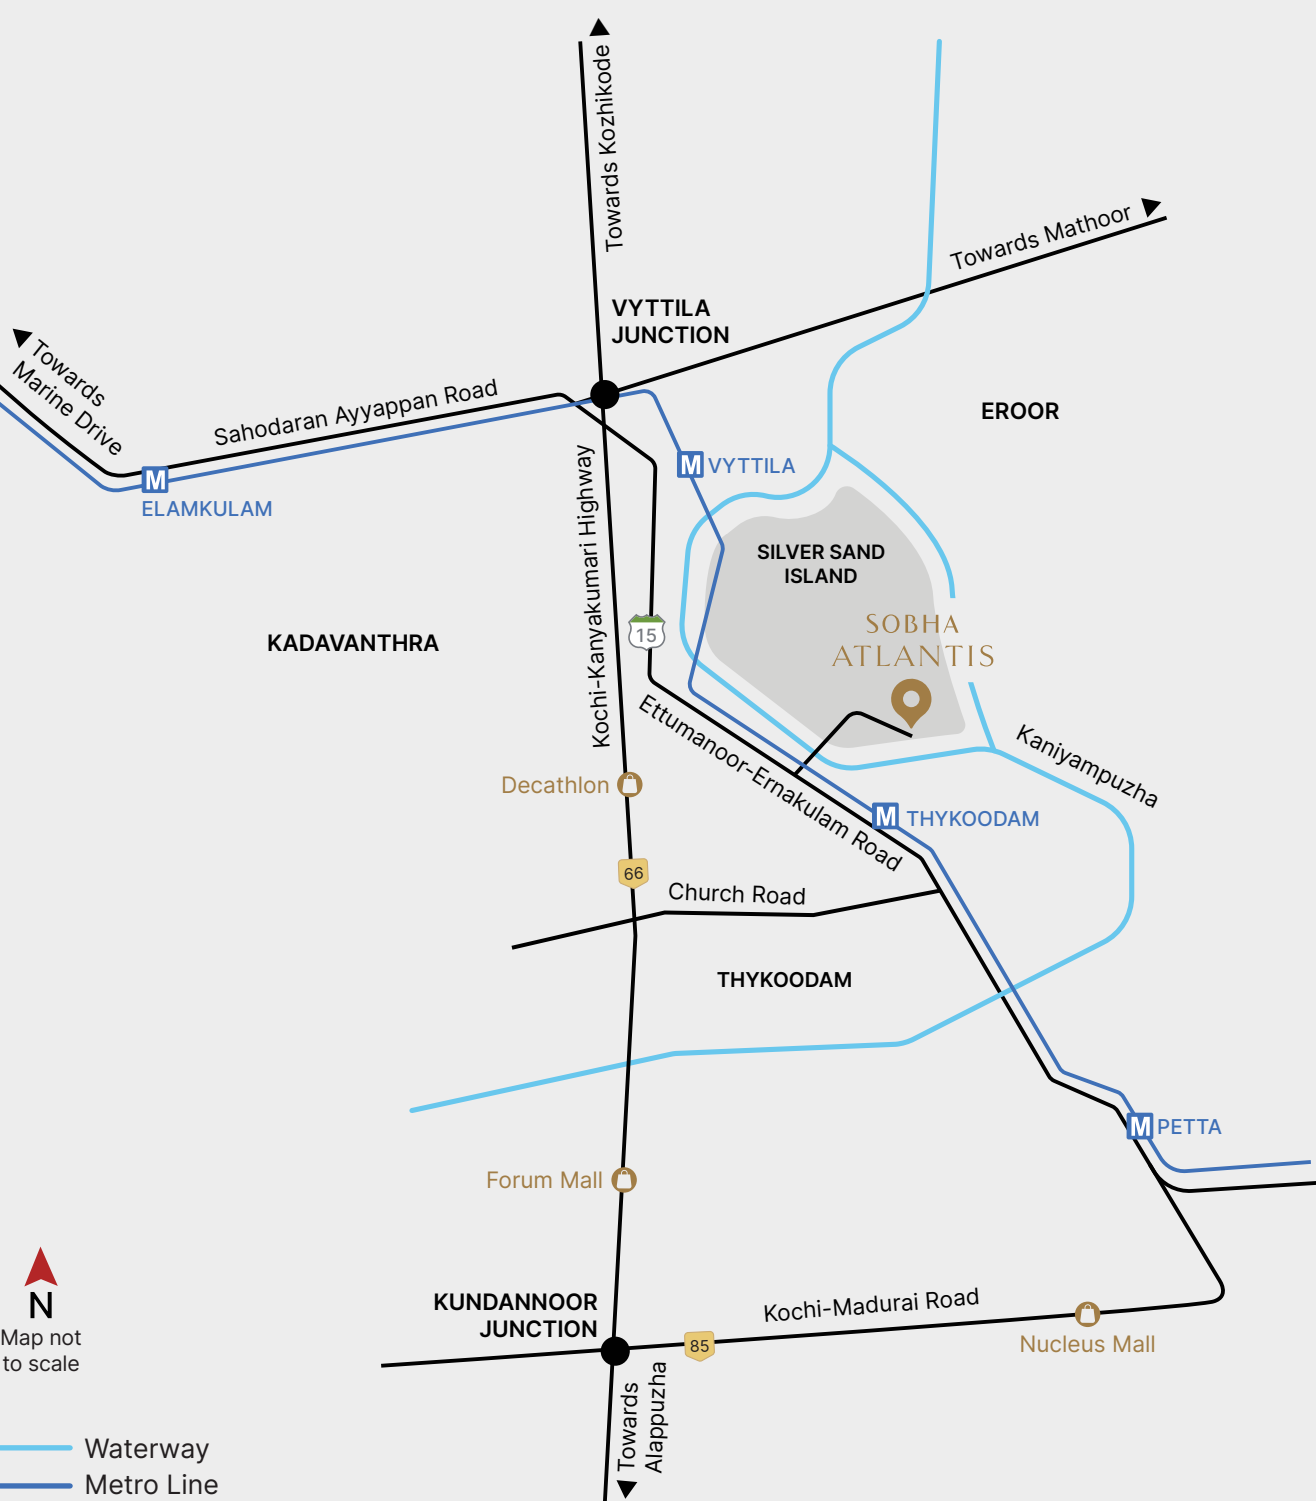 Towards Kozhikode
Towards Mathoor
VYTTILA
JUNCTION
Towards
Marine Drive
Sahodaran Ayyappan Road
EROOR
M
VYTTILA
M
ELAMKULAM
Kochi-Kanyakumari Highway
SILVER SAND
ISLAND
SOBHA
ATLANTIS
15
KADAVANTHRA
Ettumanoor-Ernakulam Road
Kaniyampuzha
Decathlon
M
THYKOODAM
66
Church Road
THYKOODAM
M
PETTA
Forum Mall
N
Map not
to scale
KUNDANNOOR
JUNCTION
Kochi-Madurai Road
85
Nucleus Mall
Towards
Alappuzha
Waterway
Metro Line